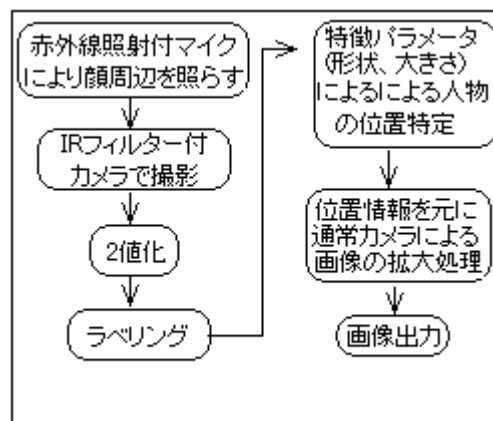 赤外線照射付マイク
により顔周辺を照らす
IRフィルター付
カメラで撮影
2値化
ラベリング
特徴パラメータ
(形状、大きさ)
によるによる人物
の位置特定
位置情報を元に
通常カメラによる
画像の拡大処理
画像出力